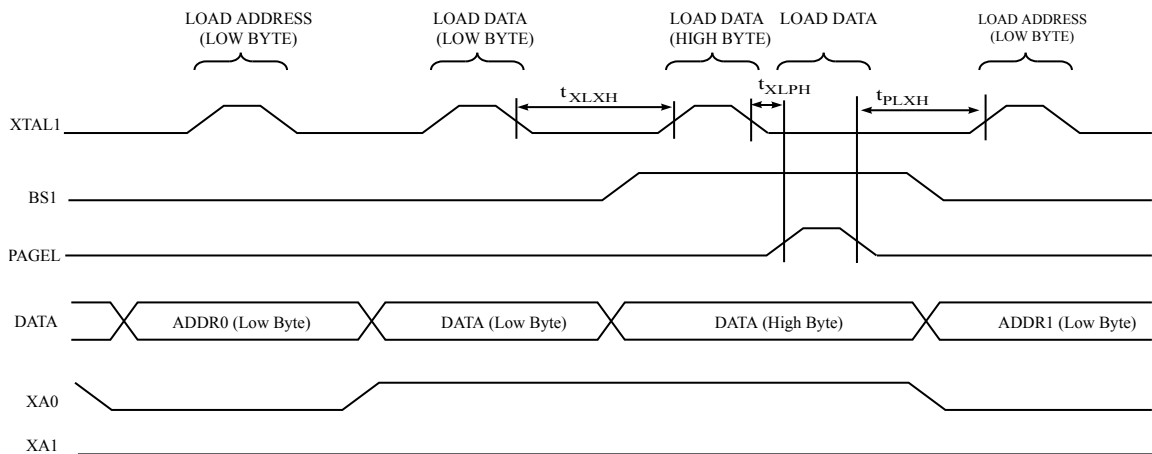 LOAD ADDRESS
(LOW BYTE)
LOAD DATA
(LOW BYTE)
LOAD DATA
(HIGH BYTE)
LOAD DATA
LOAD ADDRESS
(LOW BYTE)
tXLXH
tXLPH
tPLXH
XTAL1
BS1
PAGEL
DATA
ADDR0 (Low Byte)
DATA (Low Byte)
DATA (High Byte)
ADDR1 (Low Byte)
XA0
XA1